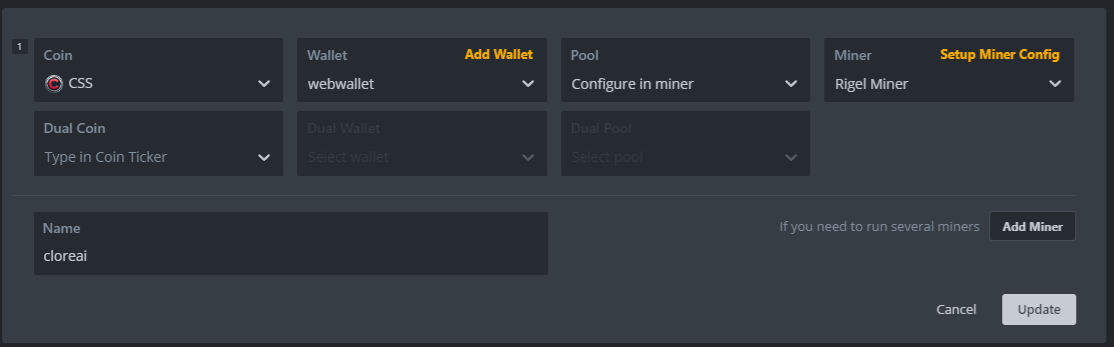 1
Coin
CSS
Wallet
Add Wallet
webwallet
Pool
Configure in miner
Miner
Setup Miner Config
Rigel Miner
Dual Coin
Type in Coin Ticker
Dual Wallet
Select wallet
Dual Pool
Select pool
Name
cloreai
If you need to run several miners
Add Miner
Cancel
Update